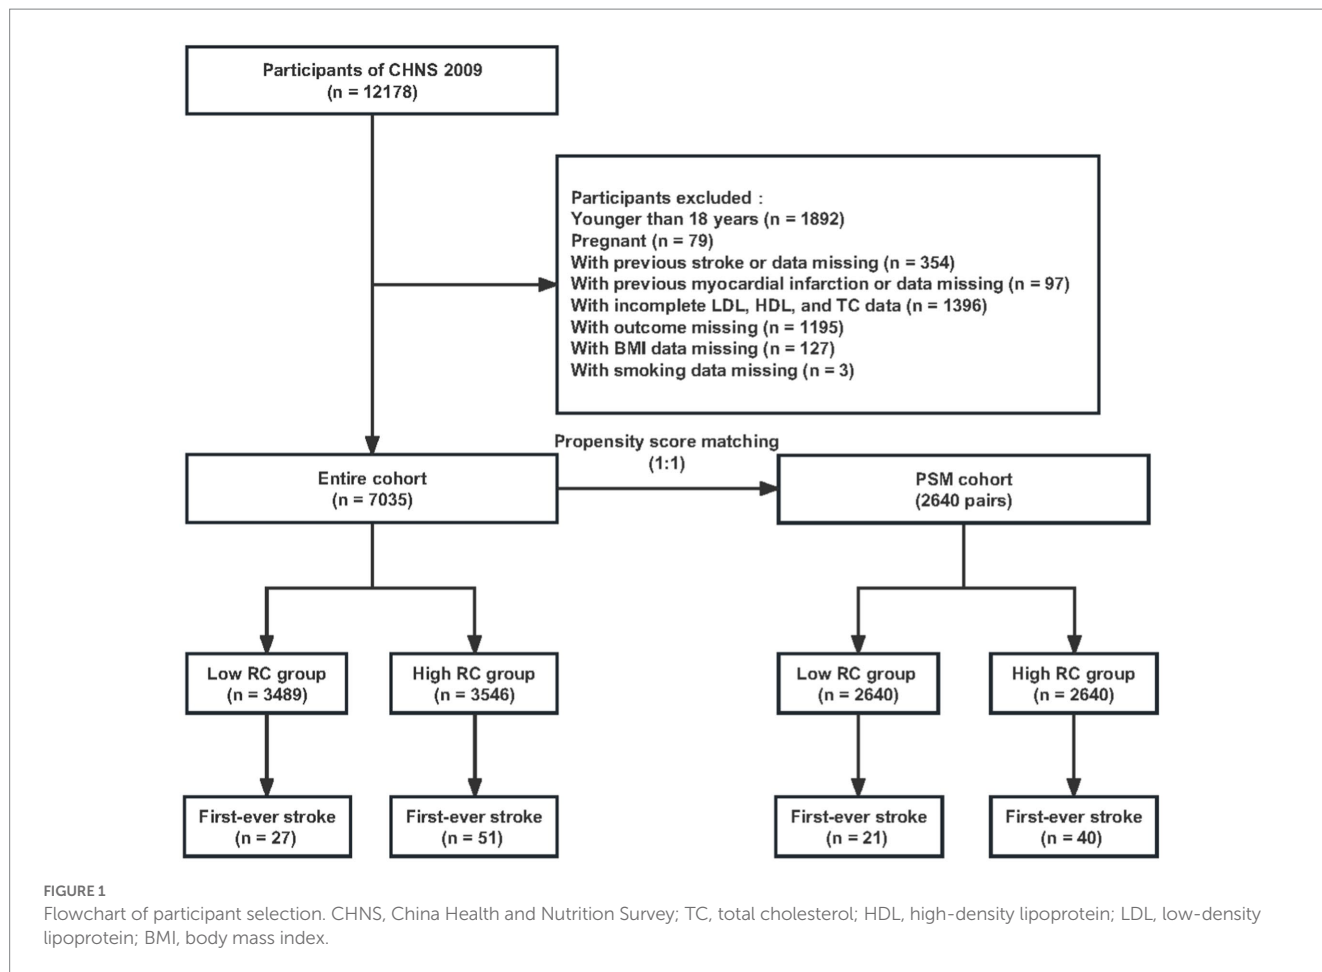 Participants of CHNS 2009
(n = 12178)
Participants excluded :
Younger than 18 years (n = 1892)
Pregnant (n = 79)
With previous stroke or data missing (n = 354)
With previous myocardial infarction or data missing (n = 97)
With incomplete LDL, HDL, and TC data (n = 1396)
With outcome missing (n = 1195)
With BMI data missing (n = 127)
With smoking data missing (n = 3)
Entire cohort
(n = 7035)
Propensity score matching
(1:1)
PSM cohort
(2640 pairs)
Low RC group
(n = 3489)
High RC group
(n = 3546)
Low RC group
(n = 2640)
High RC group
(n = 2640)
First-ever stroke
(n = 27)
First-ever stroke
(n = 51)
First-ever stroke
(n = 21)
First-ever stroke
(n = 40)
FIGURE 1
Flowchart of participant selection. CHNS, China Health and Nutrition Survey; TC, total cholesterol; HDL, high-density lipoprotein; LDL, low-density
lipoprotein; BMI, body mass index.